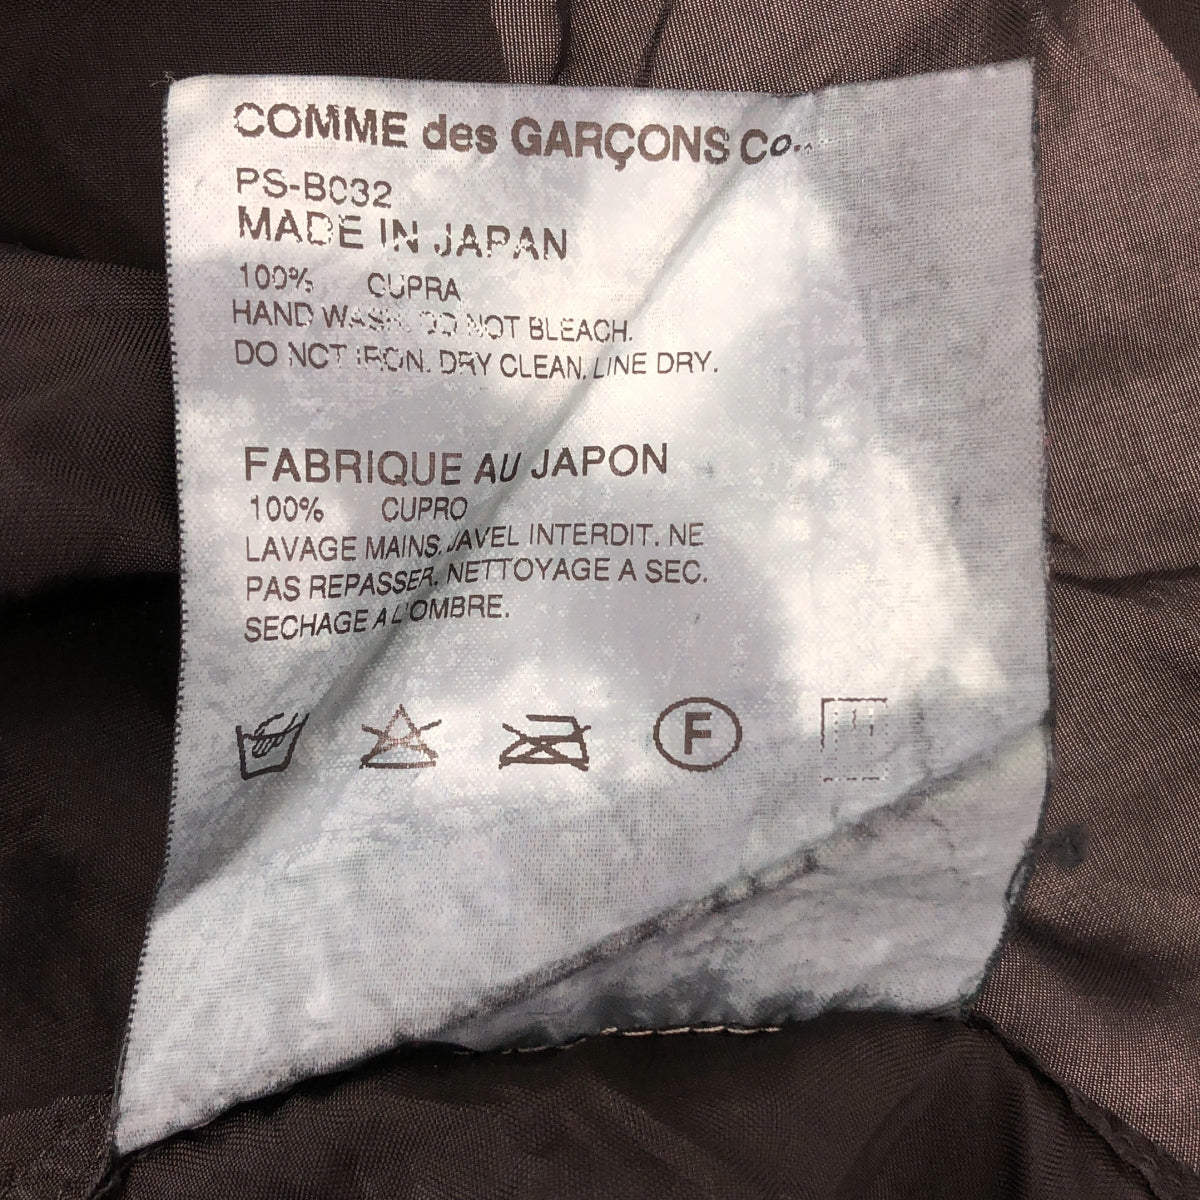 COMME des GARÇONS Co.,
PS-B032
MADE IN JAPAN
100% CUPRA
HAND WASH. DO NOT BLEACH.
DO NOT IRON. DRY CLEAN. LINE DRY.
FABRIQUE AU JAPON
100% CUPRO
LAVAGE MAINS. JAVEL INTERDIT. NE
PAS REPASSER. NETTOYAGE A SEC.
SECHAGE A L'OMBRE.
F